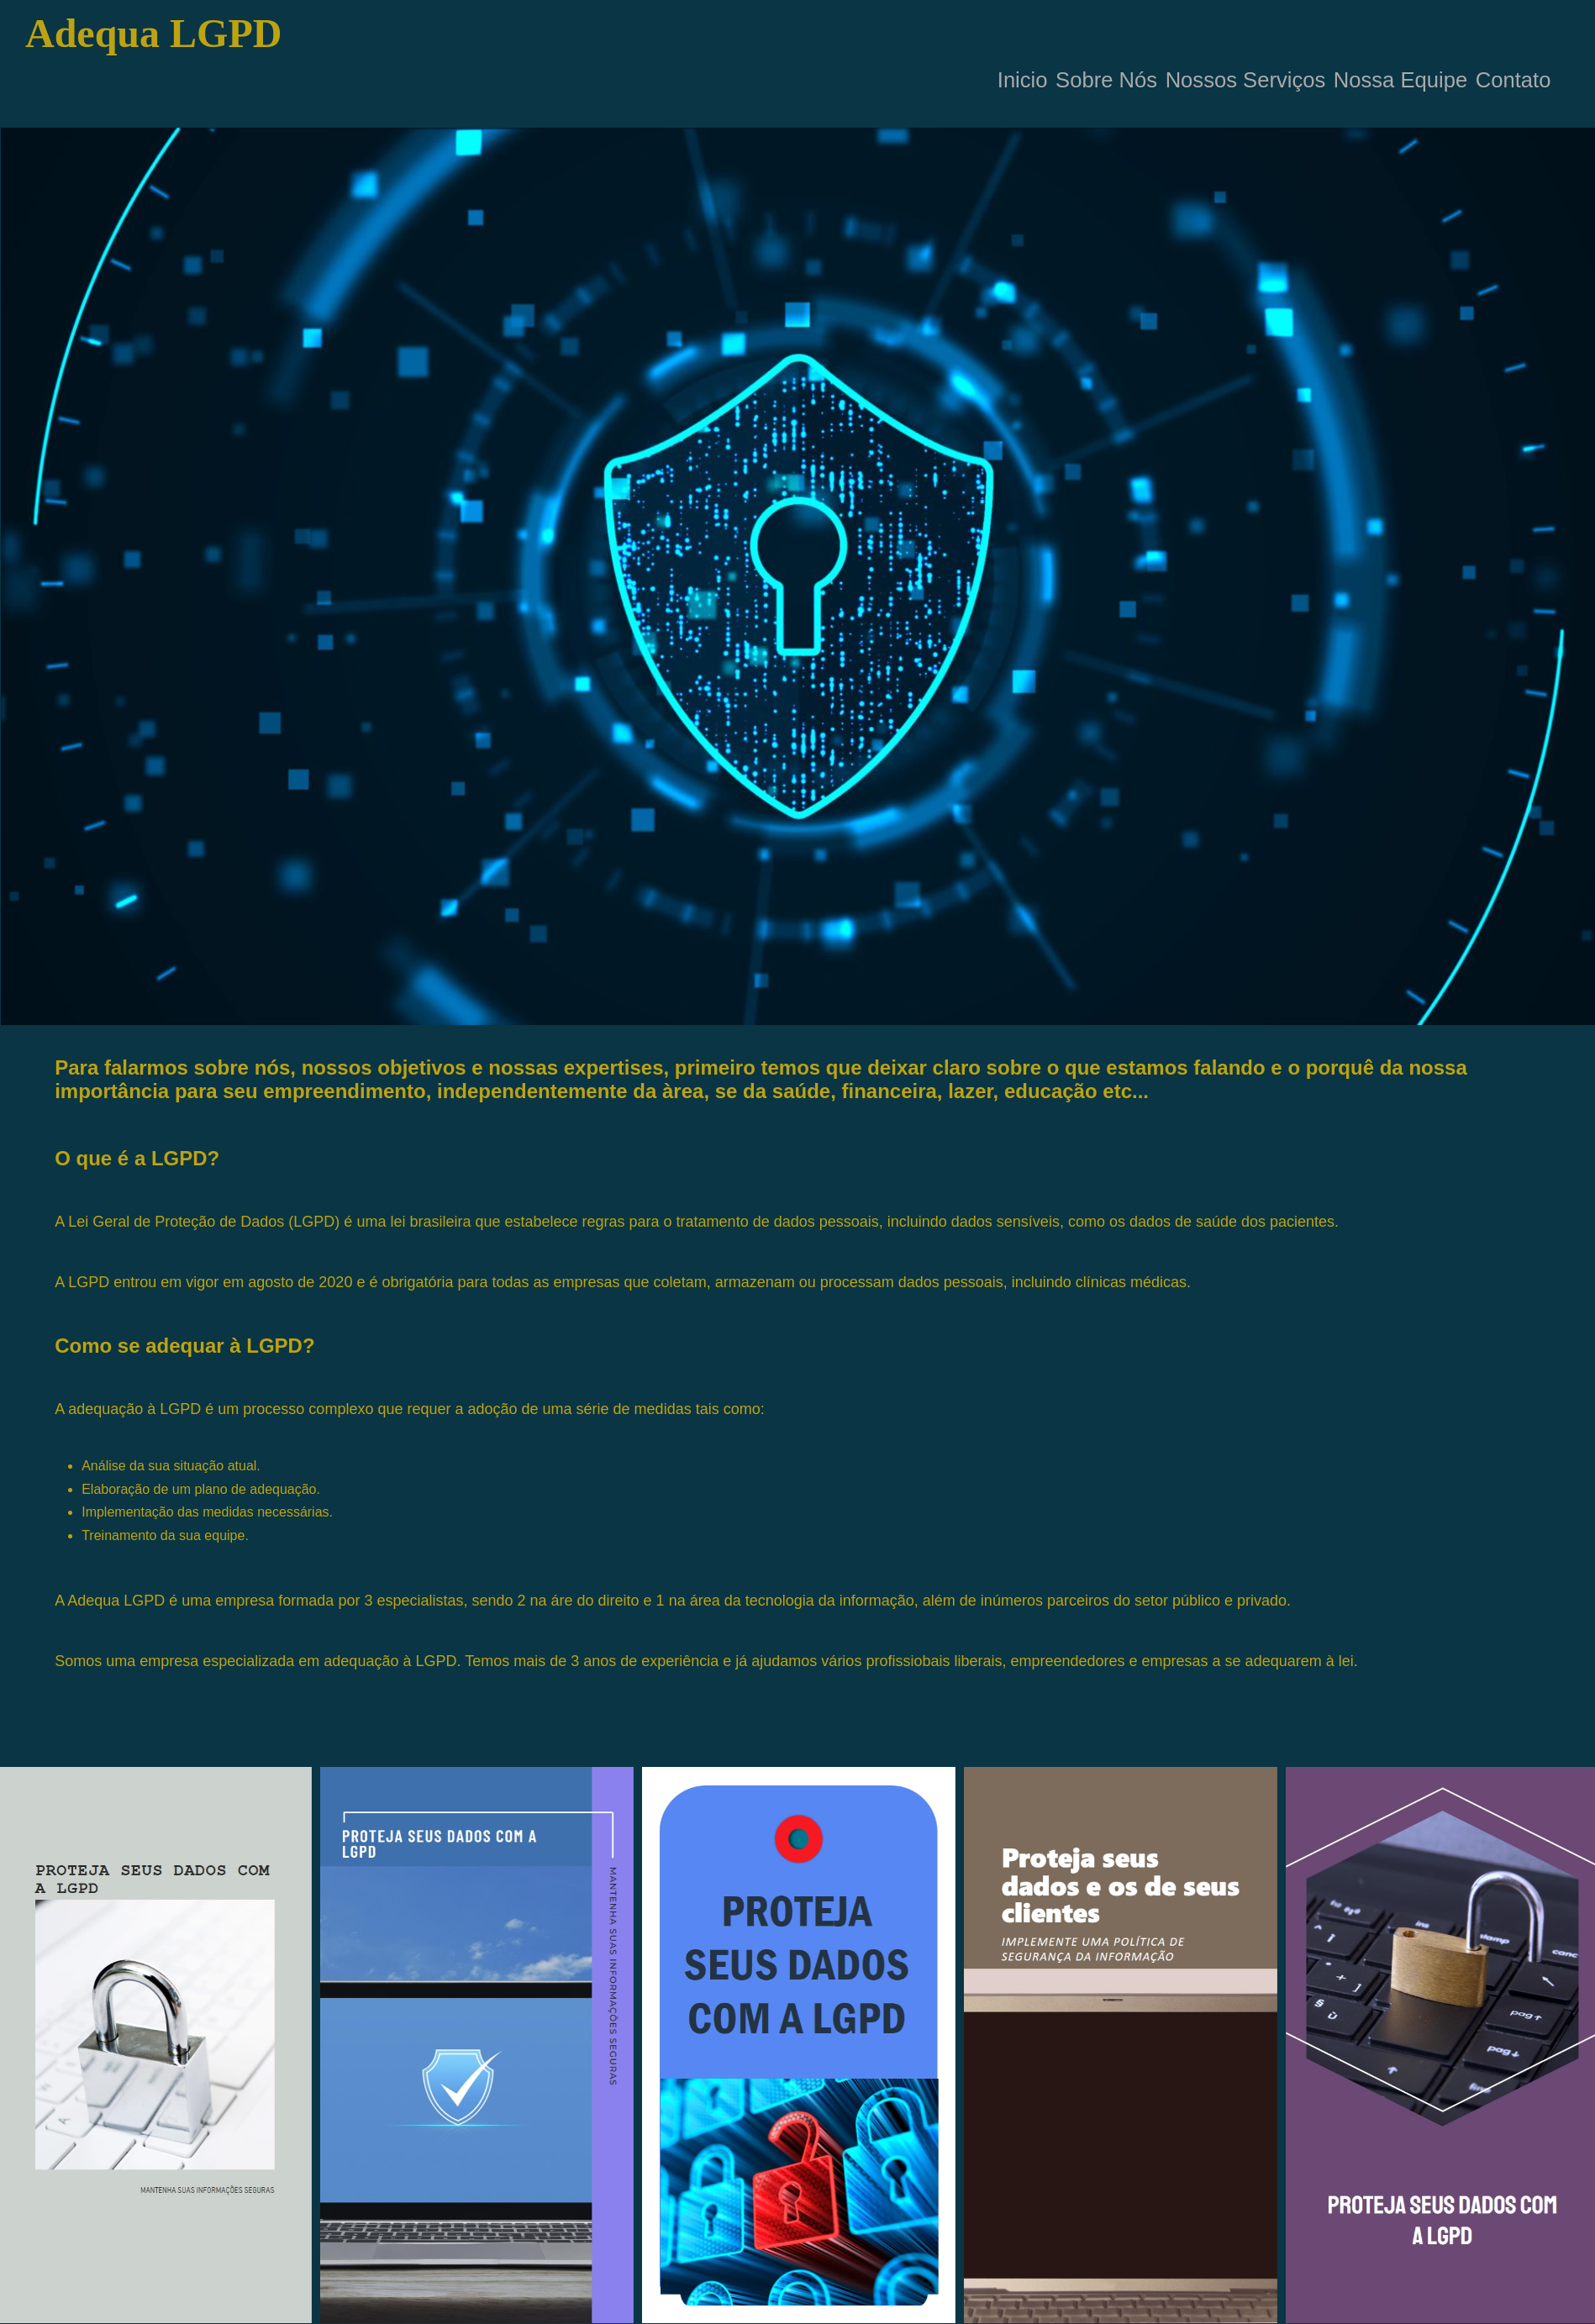 Adequa LGPD
Inicio Sobre Nós Nossos Serviços Nossa Equipe Contato
Para falarmos sobre nós, nossos objetivos e nossas expertises, primeiro temos que deixar claro sobre o que estamos falando e o porquê da nossa
importância para seu empreendimento, independentemente da àrea, se da saúde, financeira, lazer, educação etc...
O que é a LGPD?
A Lei Geral de Proteção de Dados (LGPD) é uma lei brasileira que estabelece regras para o tratamento de dados pessoais, incluindo dados sensíveis, como os dados de saúde dos pacientes.
A LGPD entrou em vigor em agosto de 2020 e é obrigatória para todas as empresas que coletam, armazenam ou processam dados pessoais, incluindo clínicas médicas.
Como se adequar à LGPD?
A adequação à LGPD é um processo complexo que requer a adoção de uma série de medidas tais como:
• Análise da sua situação atual.
• Elaboração de um plano de adequação.
• Implementação das medidas necessárias.
• Treinamento da sua equipe.
A Adequa LGPD é uma empresa formada por 3 especialistas, sendo 2 na áre do direito e 1 na área da tecnologia da informação, além de inúmeros parceiros do setor público e privado.
Somos uma empresa especializada em adequação à LGPD. Temos mais de 3 anos de experiência e já ajudamos vários profissiobais liberais, empreendedores e empresas a se adequarem à lei.
PROTEJA SEUS DADOS COM
A LGPD
MANTENHA SUAS INFORMAÇÕES SEGURAS
PROTEJA SEUS DADOS COM A
LGPD
MANTENHA SUAS INFORMAÇÕES SEGURAS
PROTEJA
SEUS DADOS
COM A LGPD
Proteja seus
dados e os de seus
clientes
IMPLEMENTE UMA POLÍTICA DE
SEGURANÇA DA INFORMAÇÃO
pag↑
pag↓
PROTEJA SEUS DADOS COM
A LGPD